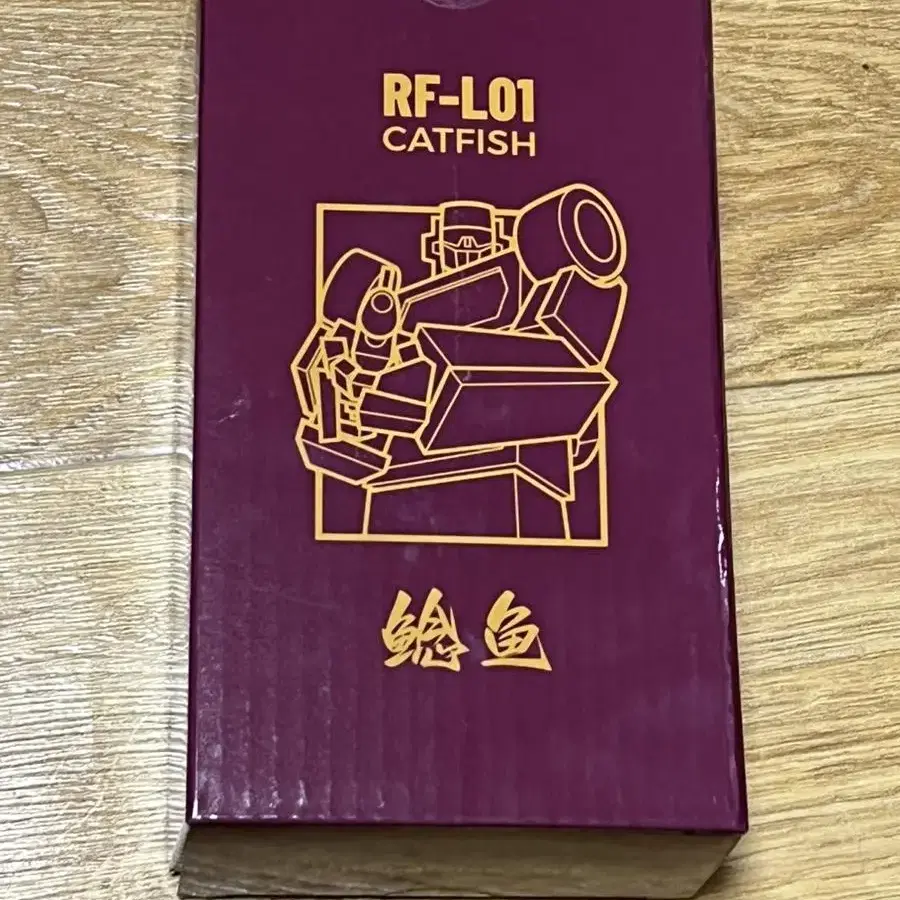 RF-L01
CATFISH
鲶鱼